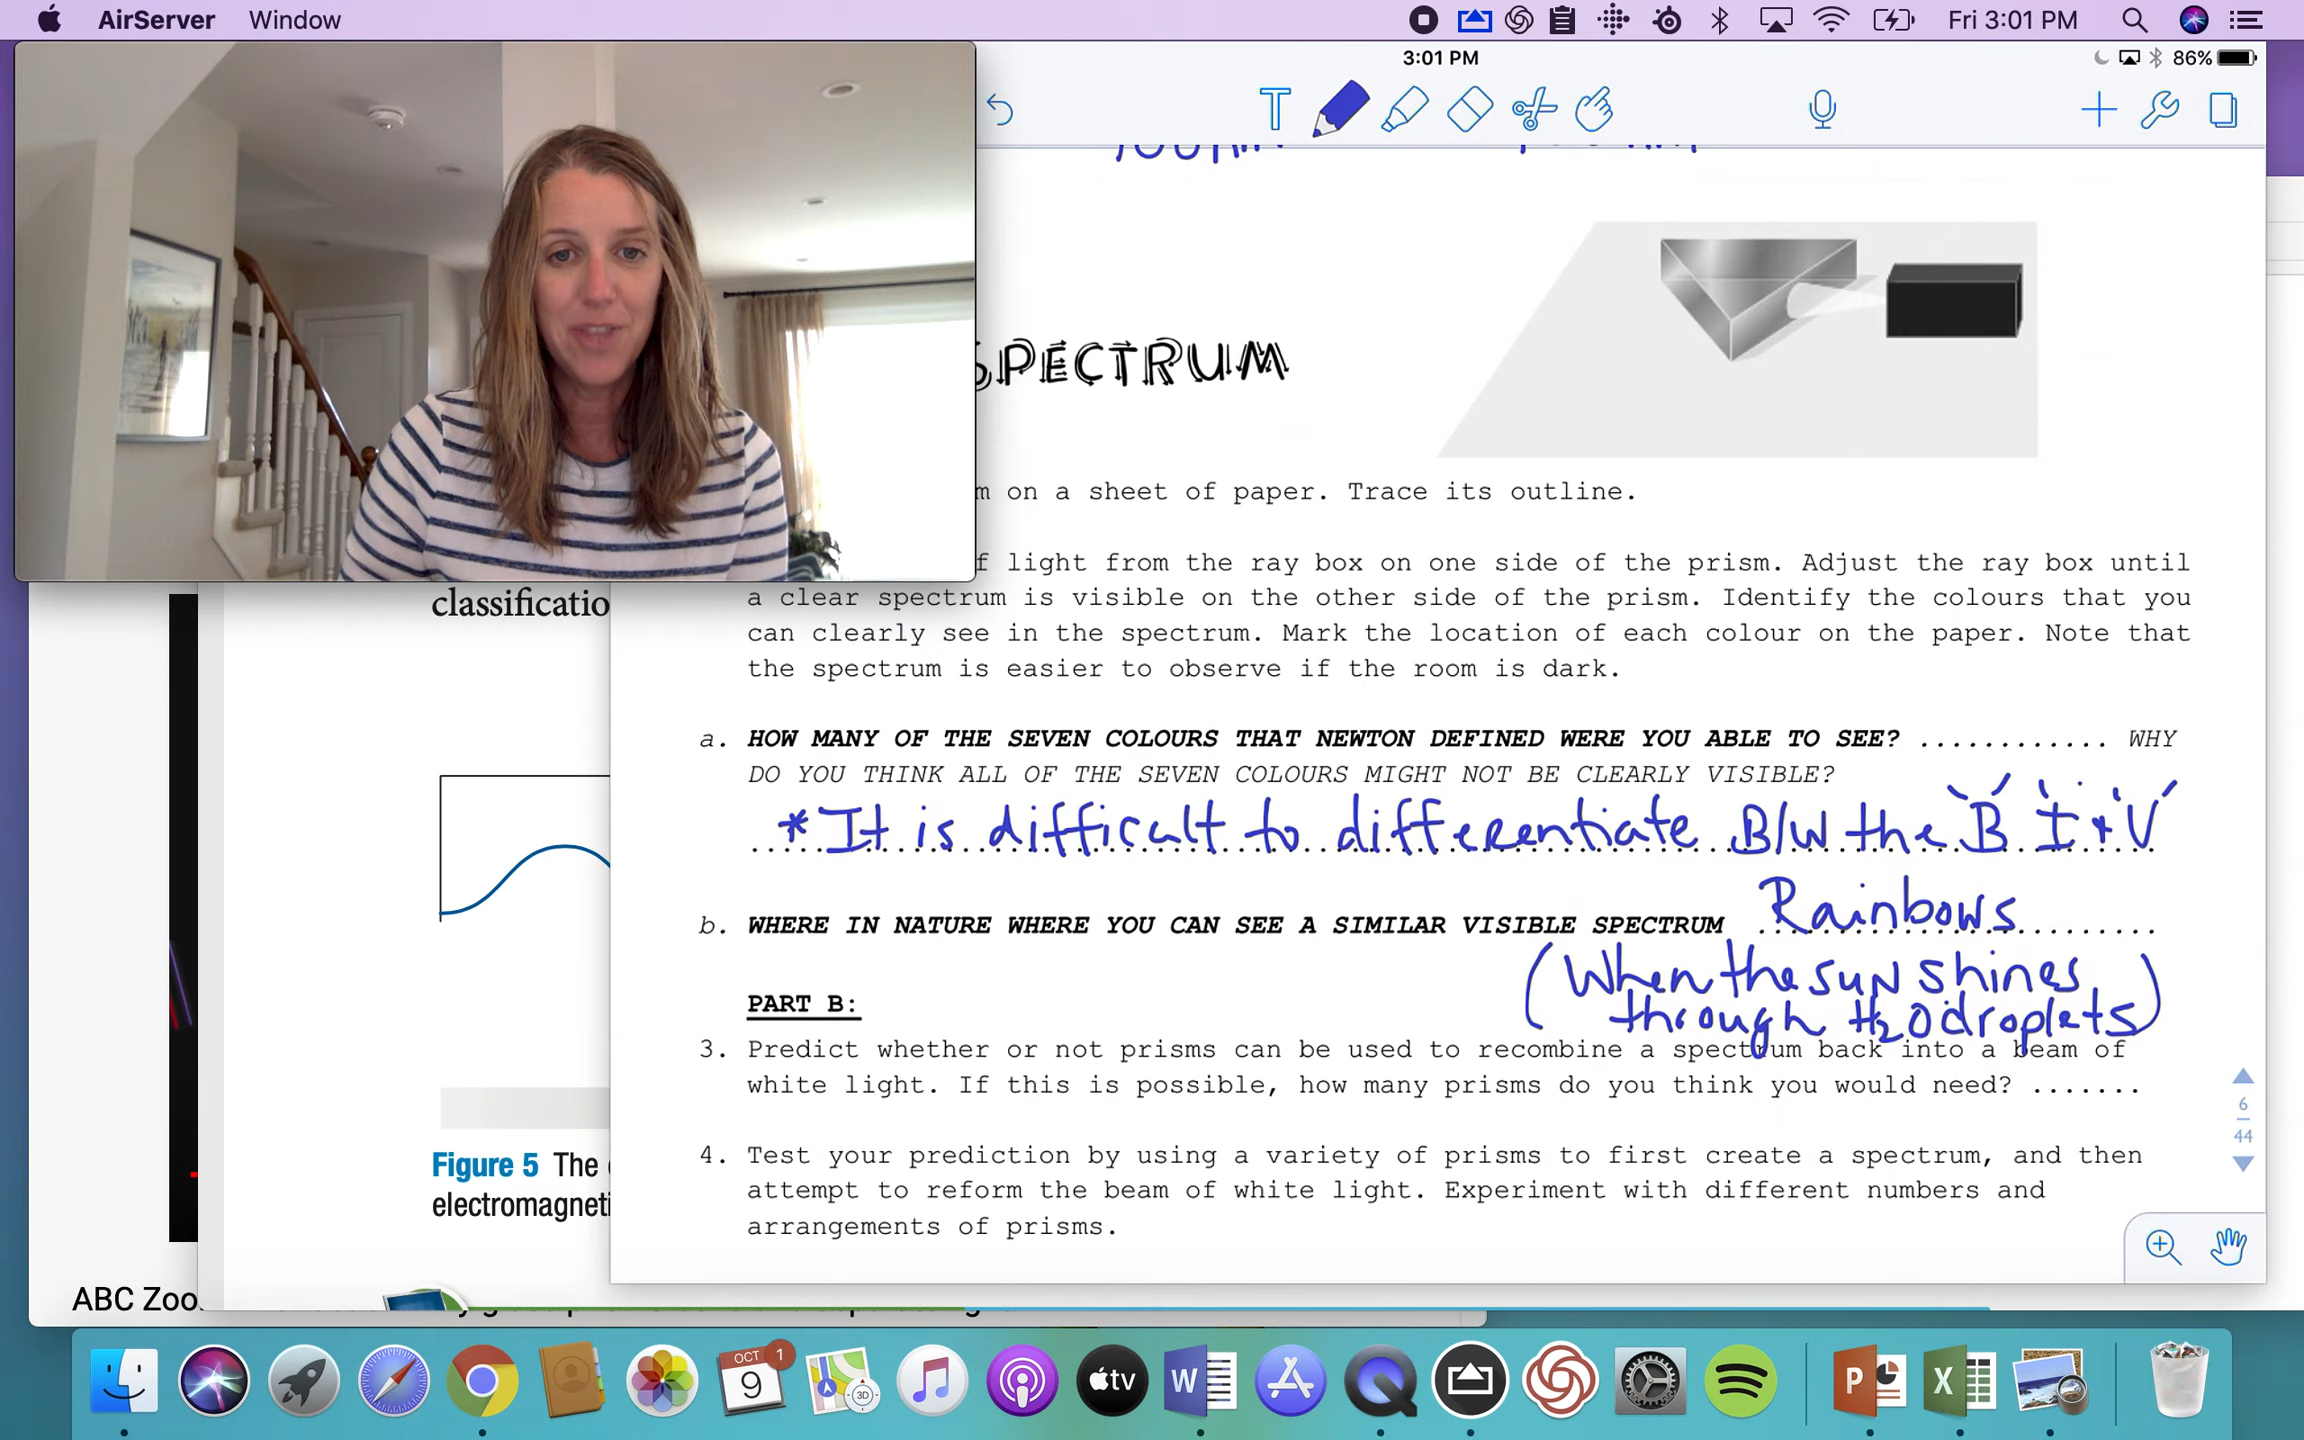 AirServer Window Fri 3:01 PM
3:01 PM 86%
T
SPECTRUM
on a sheet of paper. Trace its outline.
light from the ray box on one side of the prism. Adjust the ray box until
a clear spectrum is visible on the other side of the prism. Identify the colours that you
can clearly see in the spectrum. Mark the location of each colour on the paper. Note that
the spectrum is easier to observe if the room is dark.
a. HOW MANY OF THE SEVEN COLOURS THAT NEWTON DEFINED WERE YOU ABLE TO SEE? ............ WHY
DO YOU THINK ALL OF THE SEVEN COLOURS MIGHT NOT BE CLEARLY VISIBLE?
*It is difficult to differentiate B/W the B I + V
b. WHERE IN NATURE WHERE YOU CAN SEE A SIMILAR VISIBLE SPECTRUM Rainbows
(When the sun shines
through H2O droplets)
PART B:
3. Predict whether or not prisms can be used to recombine a spectrum back into a beam of
white light. If this is possible, how many prisms do you think you would need? .......
4. Test your prediction by using a variety of prisms to first create a spectrum, and then
attempt to reform the beam of white light. Experiment with different numbers and
arrangements of prisms.
6
44
classificatio
Figure 5 The
electromagneti
ABC Zoo
OCT 1
9
3D
tv
W
P
X